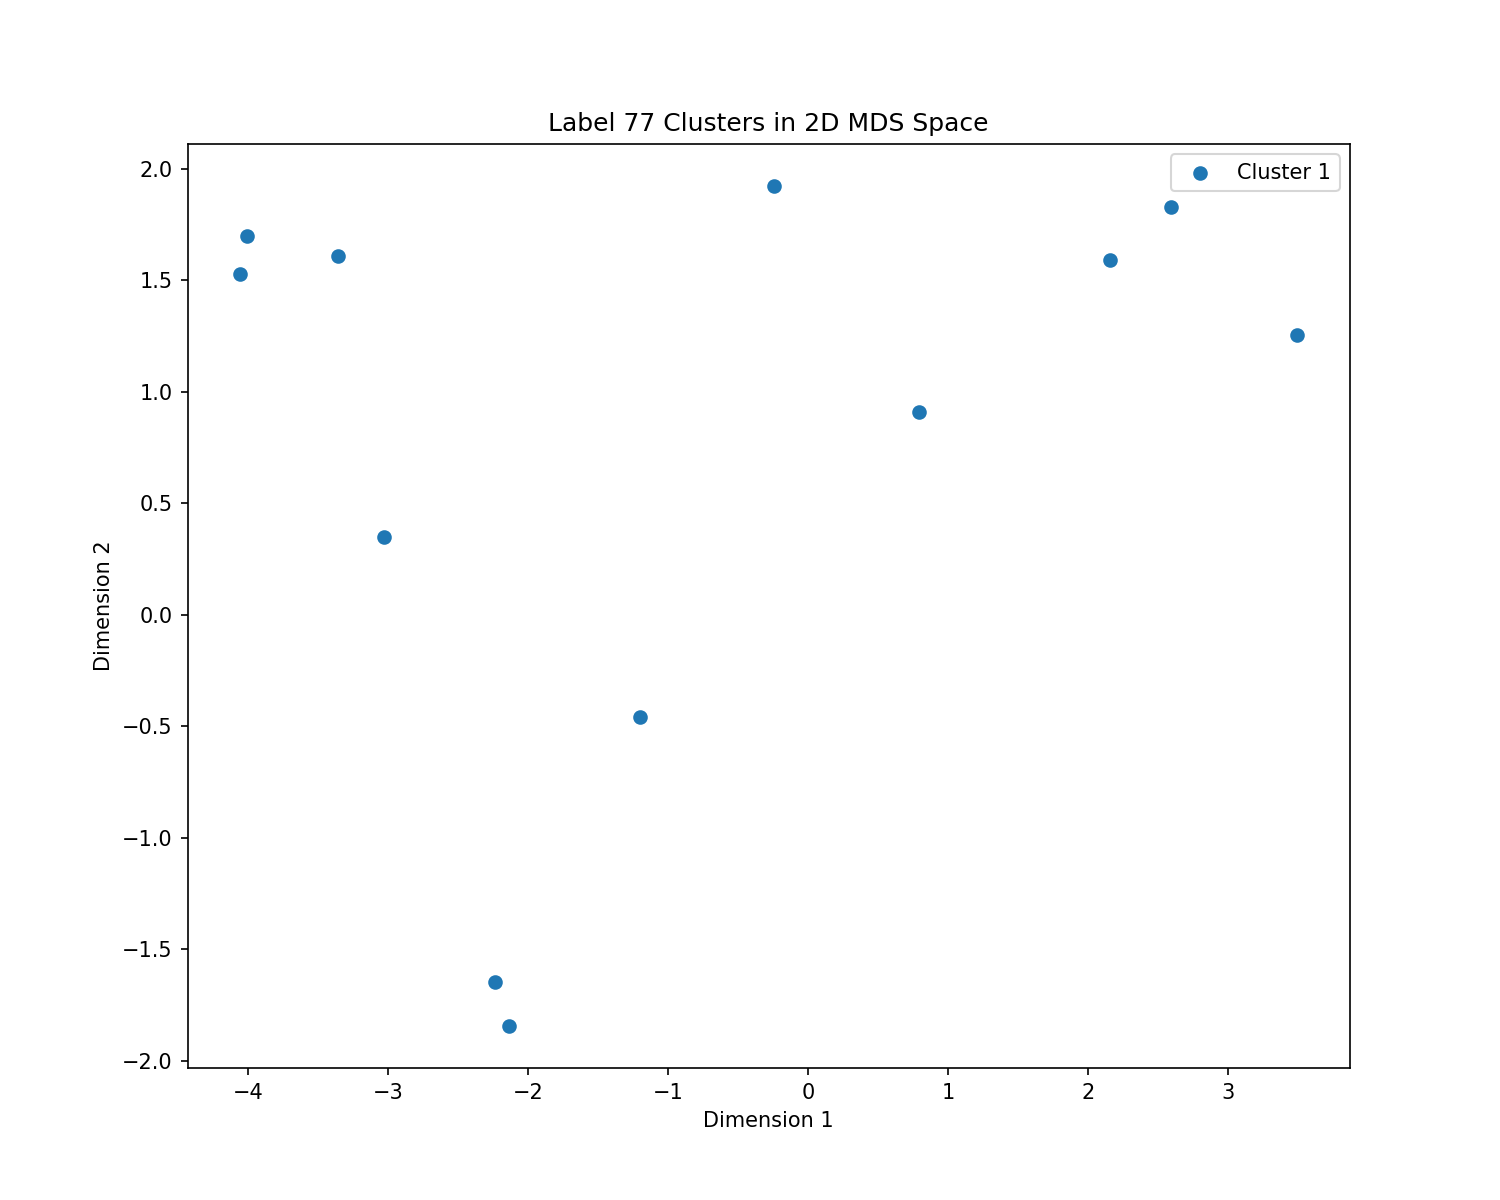 Label 77 Clusters in 2D MDS Space
Cluster 1
2.0
1.5
1.0
0.5
0.0
−0.5
−1.0
−1.5
−2.0
Dimension 2
−4 −3 −2 −1 0 1 2 3
Dimension 1